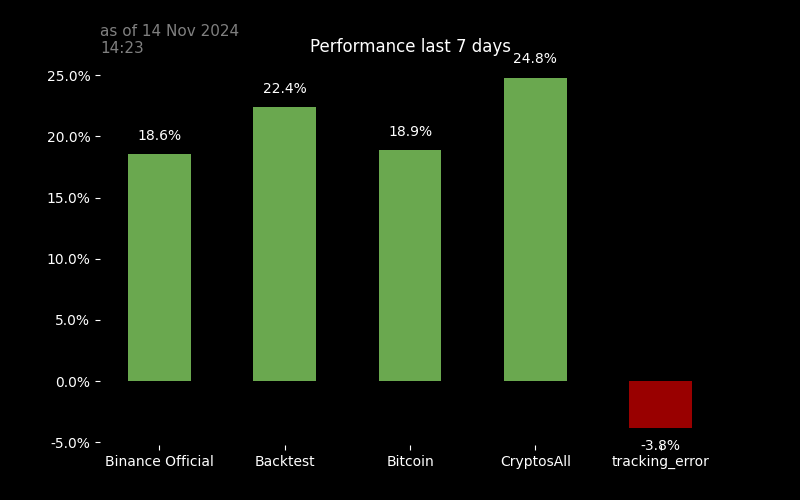 as of 14 Nov 2024
14:23
Performance last 7 days
24.8%
25.0%
22.4%
18.6%
18.9%
20.0%
15.0%
10.0%
5.0%
0.0%
-5.0%
-3.8%
Binance Official
Backtest
Bitcoin
CryptosAll
tracking_error